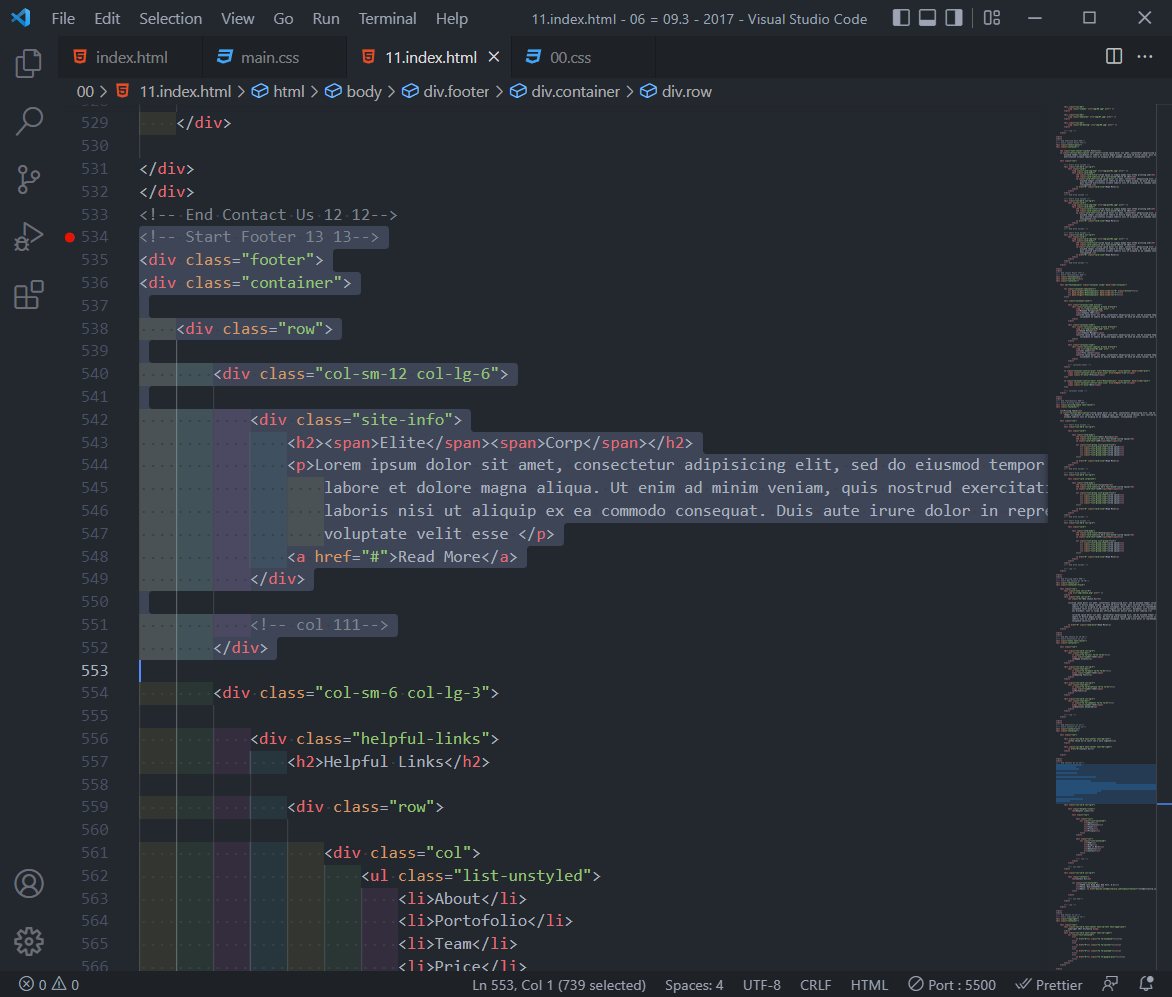 File Edit Selection View Go Run Terminal Help 11.index.html - 06 = 09.3 - 2017 - Visual Studio Code
index.html main.css 11.index.html 00.css
00 > 11.index.html > html > body > div.footer > div.container > div.row
529 </div>
530
531 </div>
532 </div>
533 <!-- End Contact Us 12 12-->
534 <!-- Start Footer 13 13-->
535 <div class="footer">
536 <div class="container">
537
538 <div class="row">
539
540 <div class="col-sm-12 col-lg-6">
541
542 <div class="site-info">
543 <h2><span>Elite</span><span>Corp</span></h2>
544 <p>Lorem ipsum dolor sit amet, consectetur adipisicing elit, sed do eiusmod tempor
545 labore et dolore magna aliqua. Ut enim ad minim veniam, quis nostrud exercitati
546 laboris nisi ut aliquip ex ea commodo consequat. Duis aute irure dolor in repre
547 voluptate velit esse </p>
548 <a href="#">Read More</a>
549 </div>
550
551 <!-- col 111-->
552 </div>
553
554 <div class="col-sm-6 col-lg-3">
555
556 <div class="helpful-links">
557 <h2>Helpful Links</h2>
558
559 <div class="row">
560
561 <div class="col">
562 <ul class="list-unstyled">
563 <li>About</li>
564 <li>Portofolio</li>
565 <li>Team</li>
566 <li>Price</li>
0 0 Ln 553, Col 1 (739 selected) Spaces: 4 UTF-8 CRLF HTML Port : 5500 Prettier